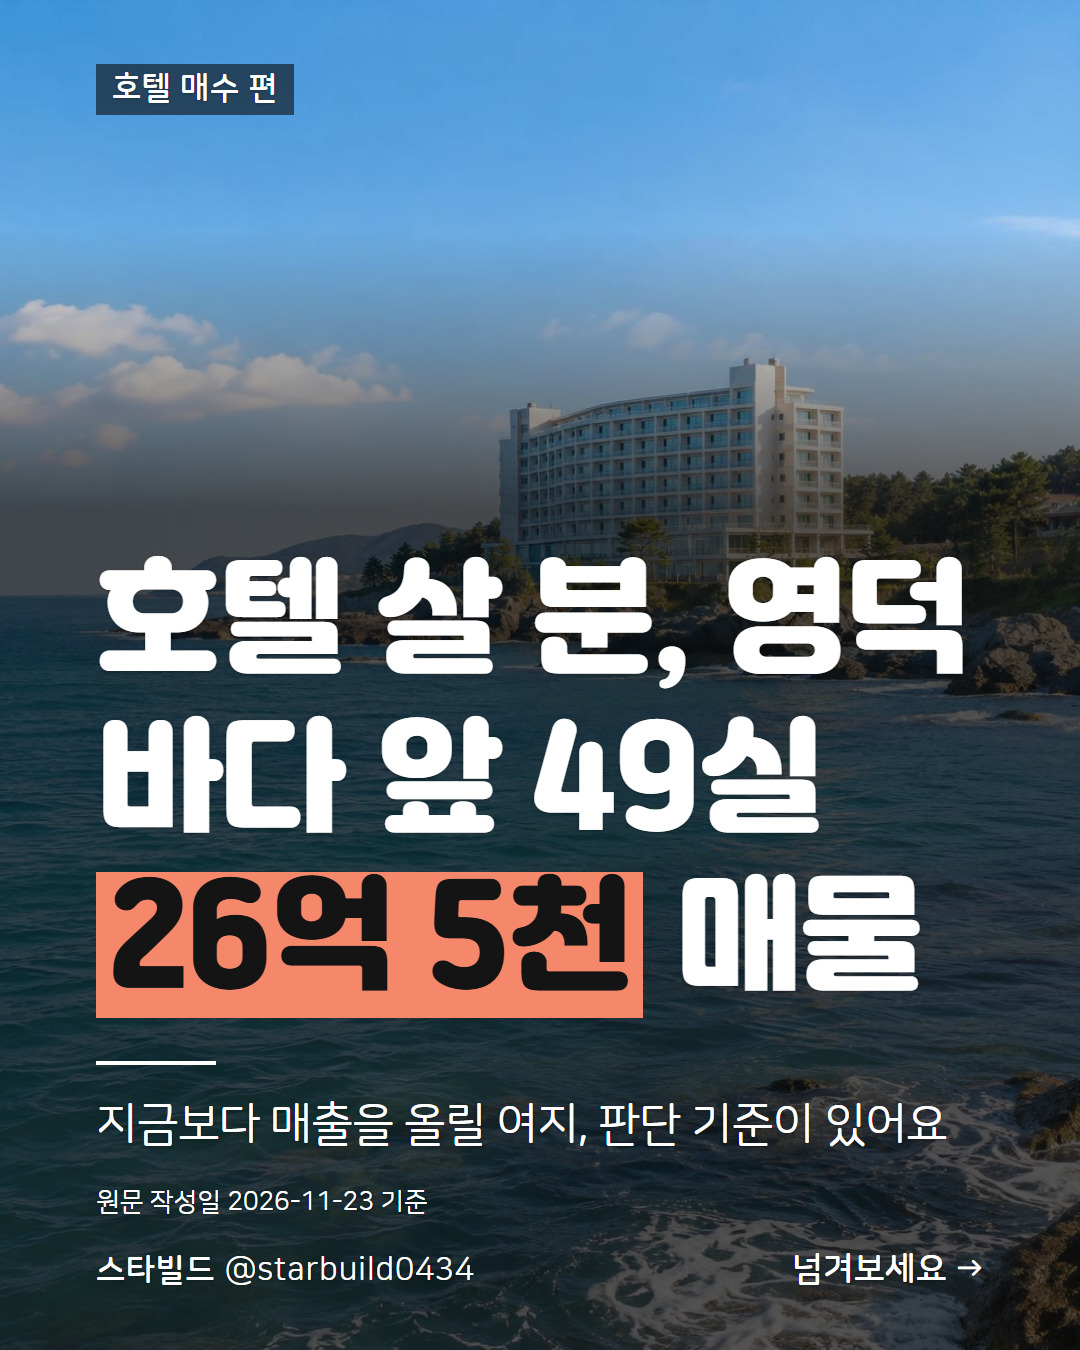 호텔 매수 편
호텔 살 분, 영덕
바다 앞 49실
26억 5천 매물
지금보다 매출을 올릴 여지, 판단 기준이 있어요
원문 작성일 2026-11-23 기준
스타빌드 @starbuild0434
넘겨보세요 →